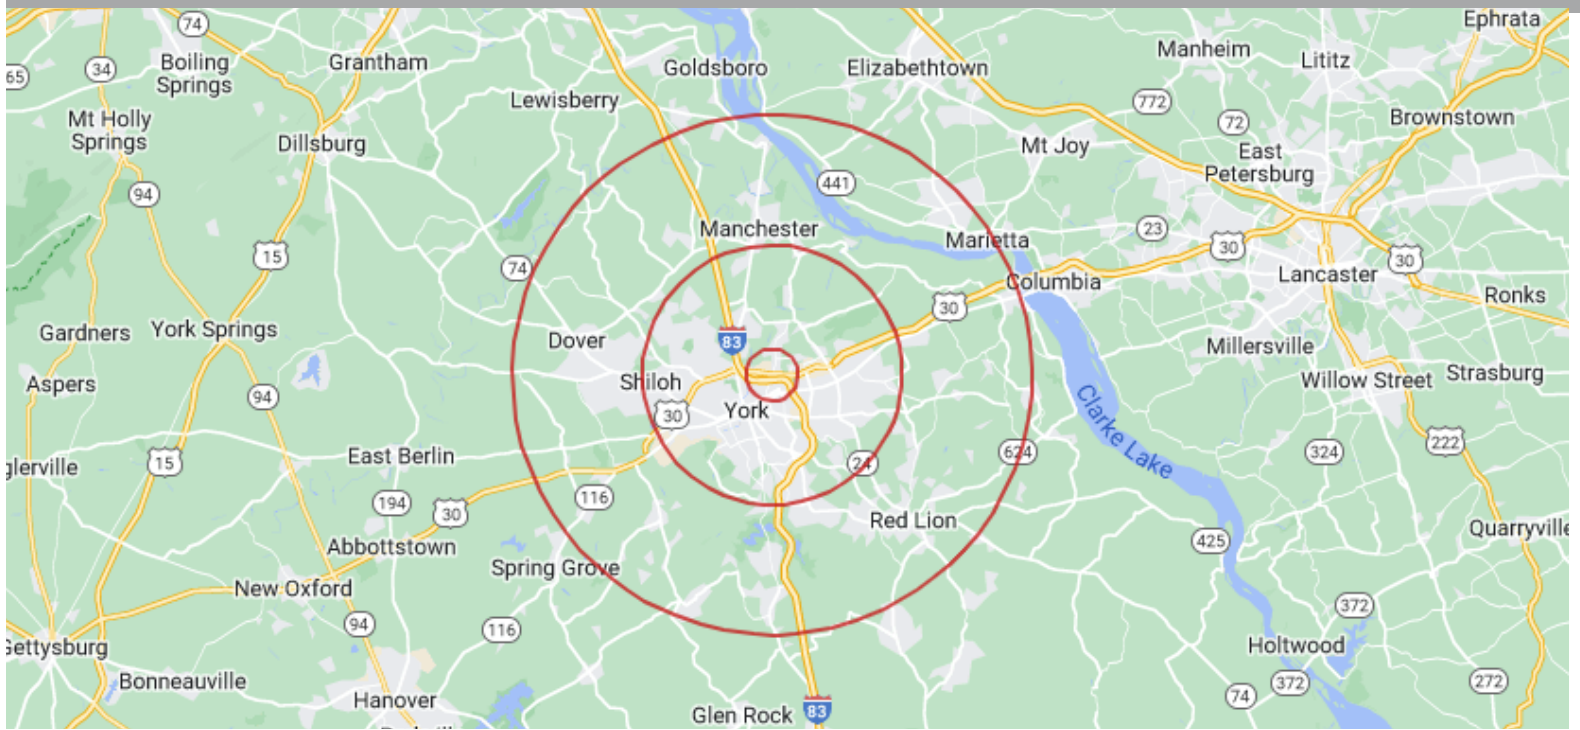 74
Ephrata
65
34
Boiling
Springs
Grantham
Goldsboro
Elizabethtown
Manheim
Lititz
Lewisberry
772
72
Brownstown
Mt Holly
Springs
Dillsburg
Mt Joy
East
Petersburg
94
441
Manchester
Marietta
23
30
15
74
30
Columbia
Lancaster
30
Ronks
Gardners
York Springs
Dover
83
Millersville
Aspers
94
Shiloh
Willow Street
Strasburg
30
York
Clarke Lake
15
East Berlin
24
624
324
222
glerville
194
30
116
Red Lion
Quarryville
Abbottstown
425
Spring Grove
New Oxford
94
116
372
Gettysburg
Holtwood
Bonneauville
Hanover
Glen Rock
83
74
372
272